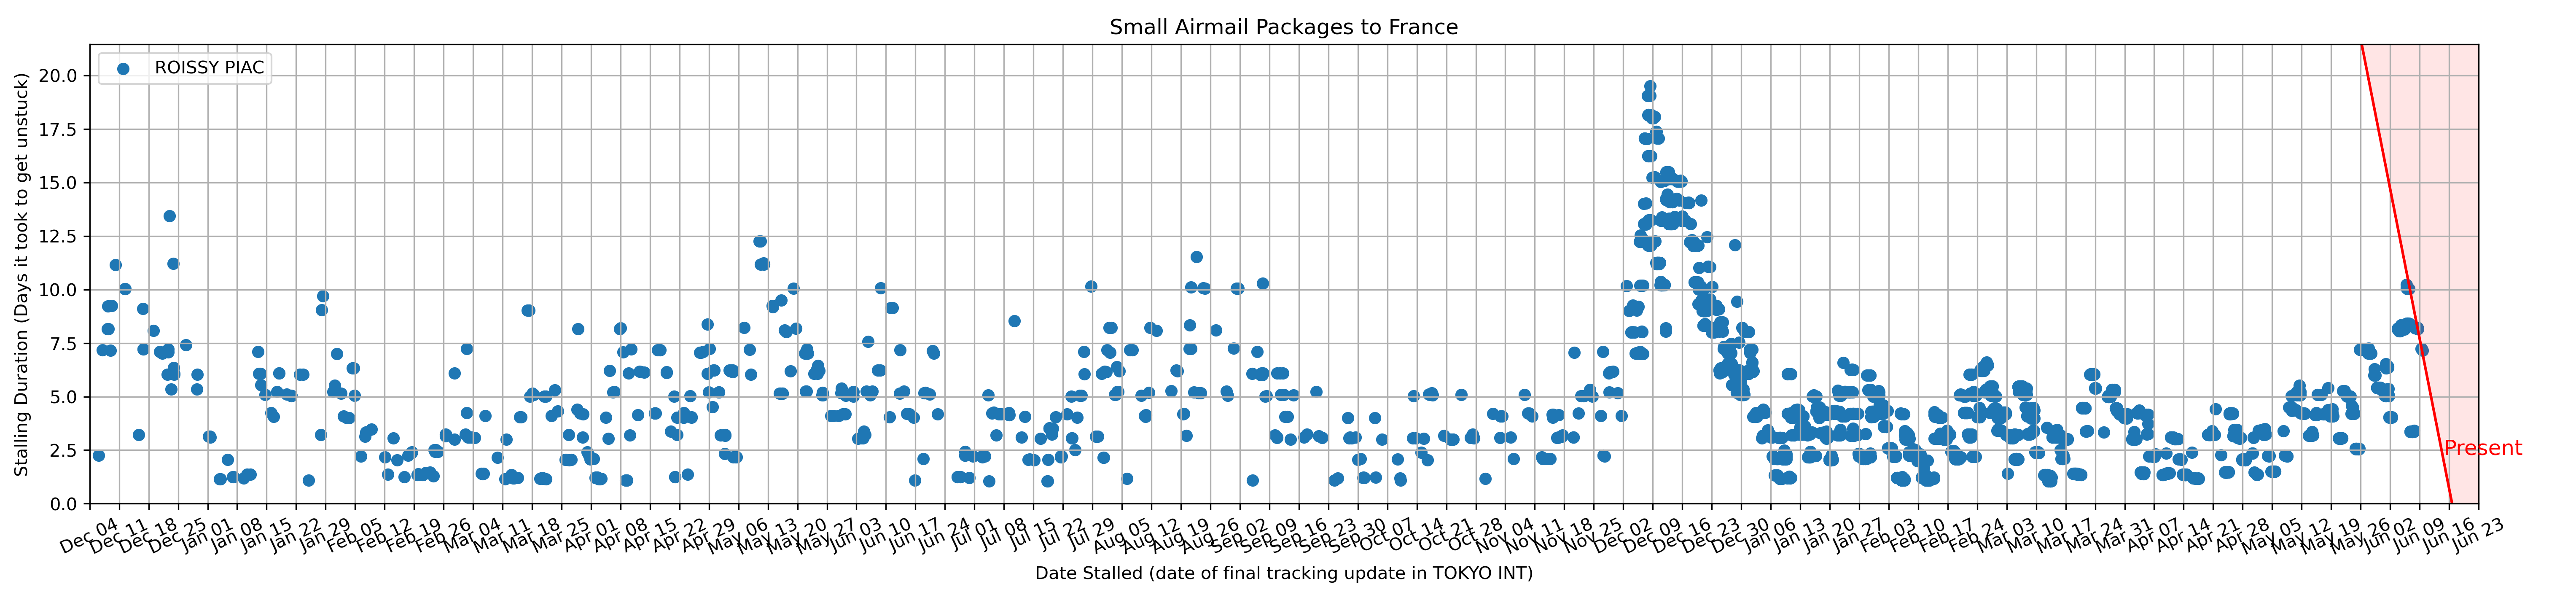 Small Airmail Packages to France
ROISSY PIAC
Stalling Duration (Days it took to get unstuck)
20.0
17.5
15.0
12.5
10.0
7.5
5.0
2.5
0.0
Present
Dec 04
Dec 11
Dec 18
Dec 25
Jan 01
Jan 08
Jan 15
Jan 22
Jan 29
Feb 05
Feb 12
Feb 19
Feb 26
Mar 04
Mar 11
Mar 18
Mar 25
Apr 01
Apr 08
Apr 15
Apr 22
Apr 29
May 06
May 13
May 20
May 27
Jun 03
Jun 10
Jun 17
Jun 24
Jul 01
Jul 08
Jul 15
Jul 22
Jul 29
Aug 05
Aug 12
Aug 19
Aug 26
Sep 02
Sep 09
Sep 16
Sep 23
Sep 30
Oct 07
Oct 14
Oct 21
Oct 28
Nov 04
Nov 11
Nov 18
Nov 25
Dec 02
Dec 09
Dec 16
Dec 23
Dec 30
Jan 06
Jan 13
Jan 20
Jan 27
Feb 03
Feb 10
Feb 17
Feb 24
Mar 03
Mar 10
Mar 17
Mar 24
Mar 31
Apr 07
Apr 14
Apr 21
Apr 28
May 05
May 12
May 19
May 26
Jun 02
Jun 09
Jun 16
Jun 23
Date Stalled (date of final tracking update in TOKYO INT)